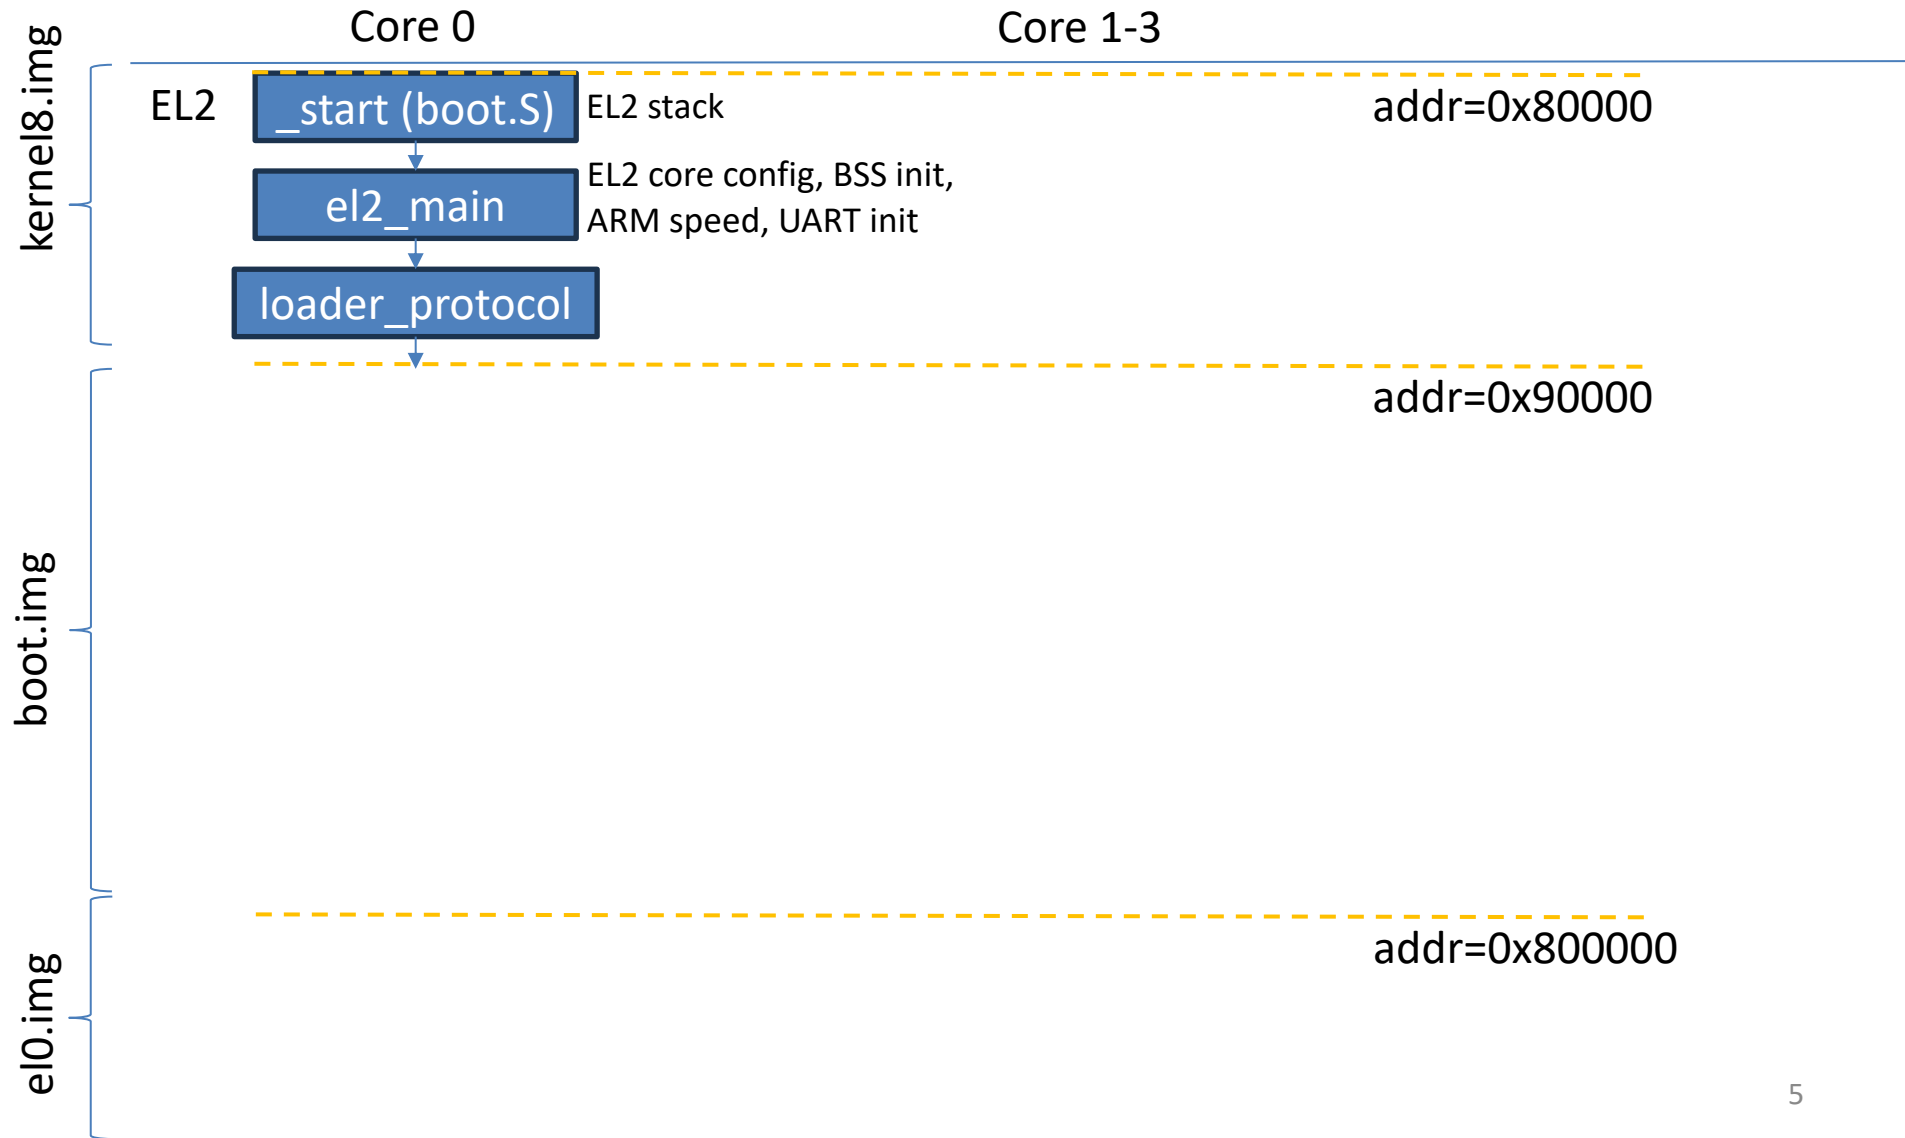 Core 0
Core 1-3
kernel8.img
EL2
_start (boot.S)
EL2 stack
addr=0x80000
el2_main
EL2 core config, BSS init,
ARM speed, UART init
loader_protocol
addr=0x90000
boot.img
addr=0x800000
el0.img
5